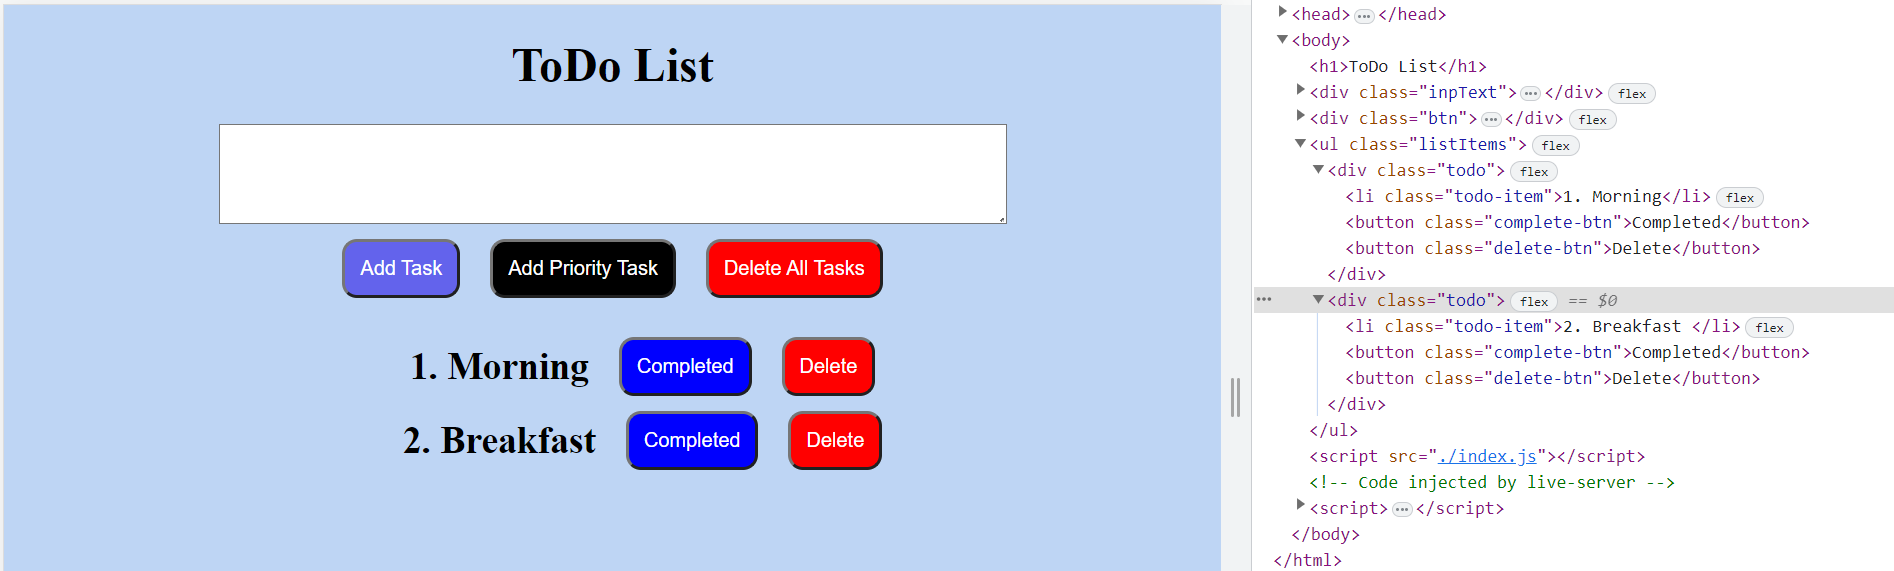 ToDo List
Add Task
Add Priority Task
Delete All Tasks
1. Morning
Completed
Delete
2. Breakfast
Completed
Delete
<head>…</head>
<body>
<h1>ToDo List</h1>
<div class="inpText">…</div> flex
<div class="btn">…</div> flex
<ul class="listItems"> flex
<div class="todo"> flex
<li class="todo-item">1. Morning</li> flex
<button class="complete-btn">Completed</button>
<button class="delete-btn">Delete</button>
</div>
… <div class="todo"> flex == $0
<li class="todo-item">2. Breakfast </li> flex
<button class="complete-btn">Completed</button>
<button class="delete-btn">Delete</button>
</div>
</ul>
<script src="./index.js"></script>
<!-- Code injected by live-server -->
<script>…</script>
</body>
</html>